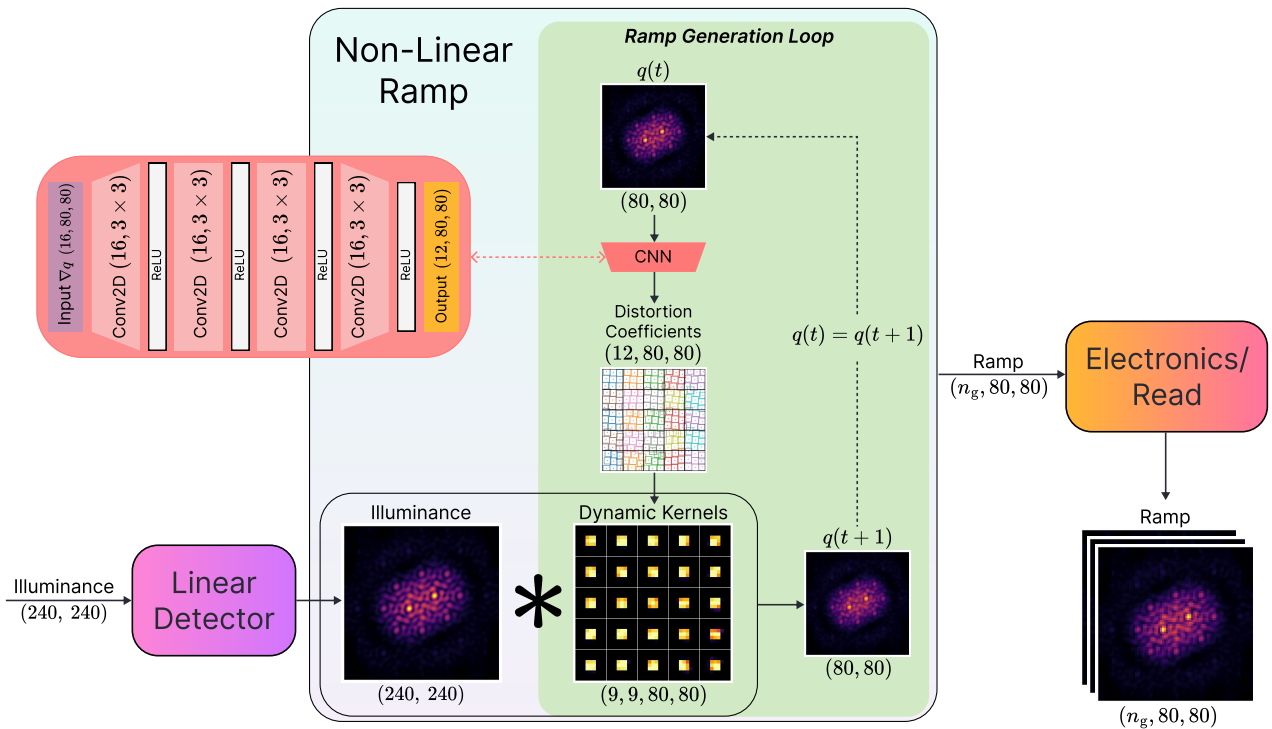 Non-Linear
Ramp
Ramp Generation Loop
q(t)
(80, 80)
CNN
Input ∇q (16, 80, 80)
Conv2D (16, 3 × 3)
ReLU
Conv2D (16, 3 × 3)
ReLU
Conv2D (16, 3 × 3)
ReLU
Conv2D (16, 3 × 3)
ReLU
Output (12, 80, 80)
Distortion
Coefficients
(12, 80, 80)
q(t) = q(t + 1)
Ramp
(n_g, 80, 80)
Electronics/
Read
Illuminance
(240, 240)
Linear
Detector
Illuminance
(240, 240)
*
Dynamic Kernels
(9, 9, 80, 80)
q(t + 1)
(80, 80)
Ramp
(n_g, 80, 80)